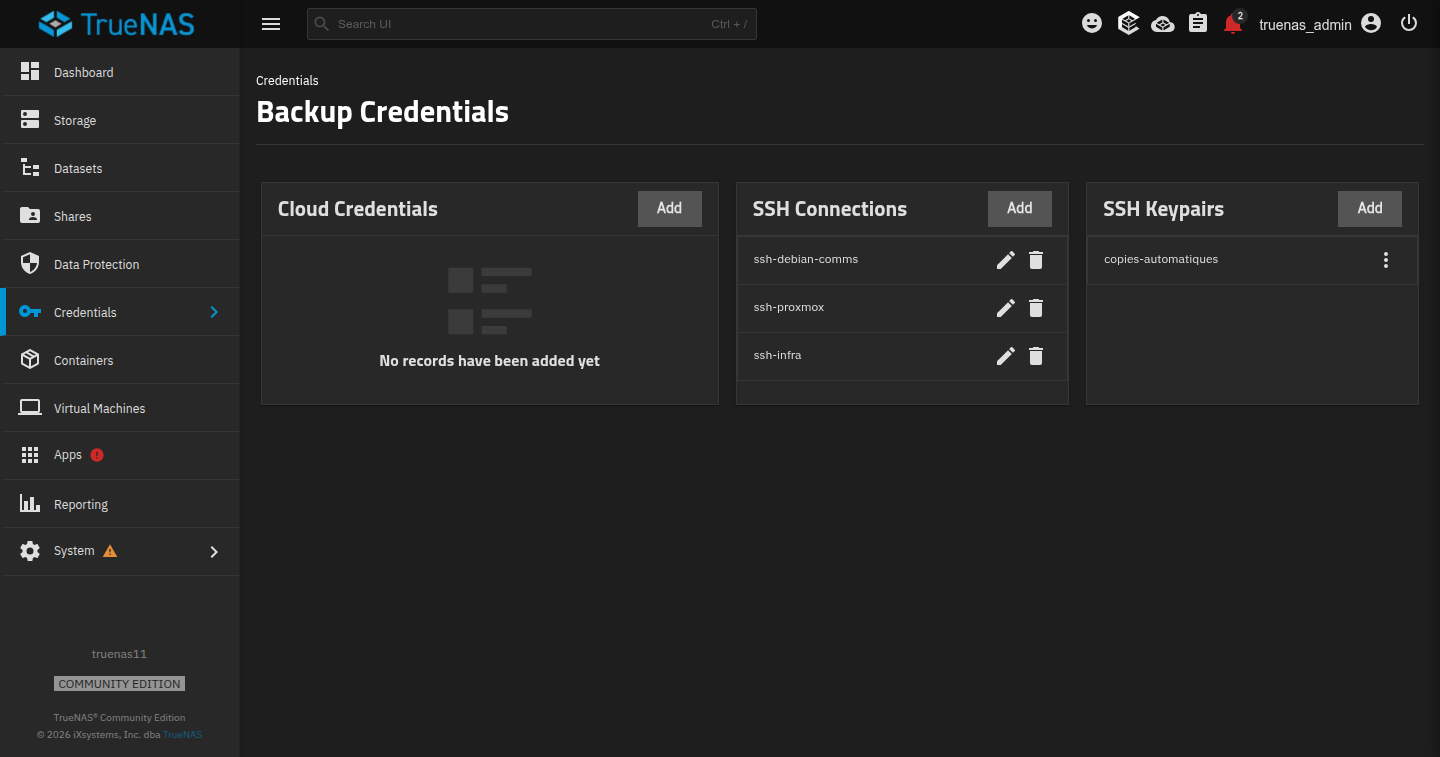 TrueNAS
Search UI
Ctrl + /
2
truenas_admin
Dashboard
Storage
Datasets
Shares
Data Protection
Credentials
Containers
Virtual Machines
Apps
Reporting
System
truenas11
COMMUNITY EDITION
TrueNAS® Community Edition
© 2026 iXsystems, Inc. dba TrueNAS
Credentials
Backup Credentials
Cloud Credentials
Add
No records have been added yet
SSH Connections
Add
ssh-debian-comms
ssh-proxmox
ssh-infra
SSH Keypairs
Add
copies-automatiques